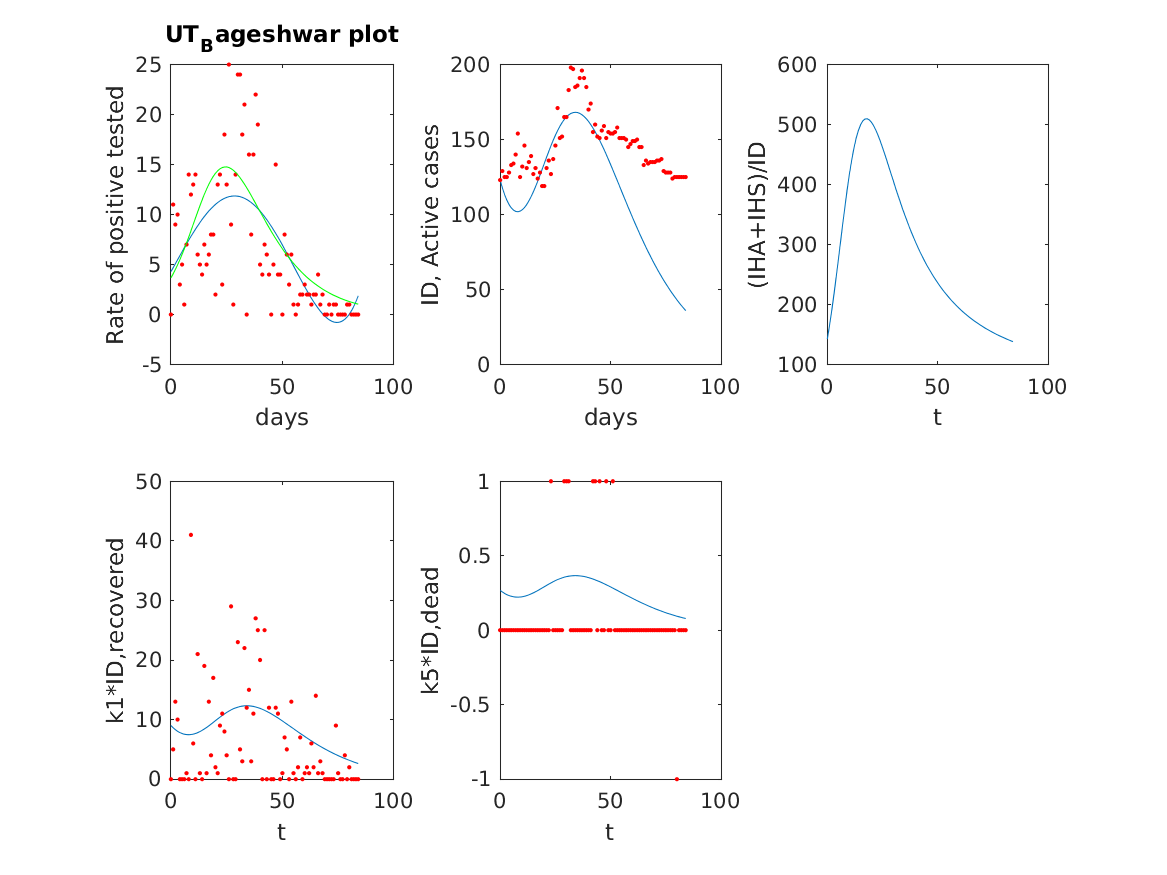 UT_Bageshwar plot
Rate of positive tested
25
20
15
10
5
0
-5
0 50 100
days
ID, Active cases
200
150
100
50
0
0 50 100
days
(IHA+IHS)/ID
600
500
400
300
200
100
0 50 100
t
k1*ID,recovered
50
40
30
20
10
0
0 50 100
t
k5*ID,dead
1
0.5
0
-0.5
-1
0 50 100
t